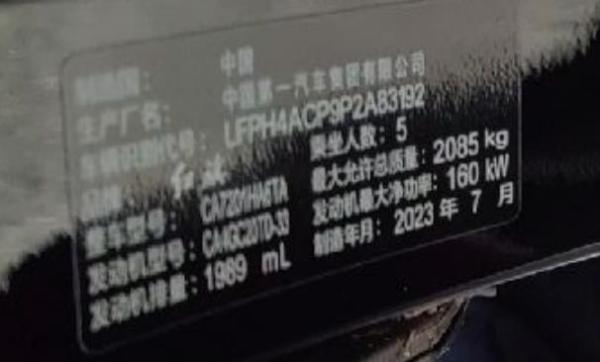 制造国： 中国
生产厂名： 中国第一汽车集团有限公司
车辆识别代号： LFPH4ACP9P2A83192
品牌： 红旗 乘坐人数：5
整车型号： CA7201HA6TA 最大允许总质量：2085 kg
发动机型号：CA4GC20TD-33 发动机最大净功率：160 kW
发动机排量：1989 mL 制造年月：2023 年 7 月